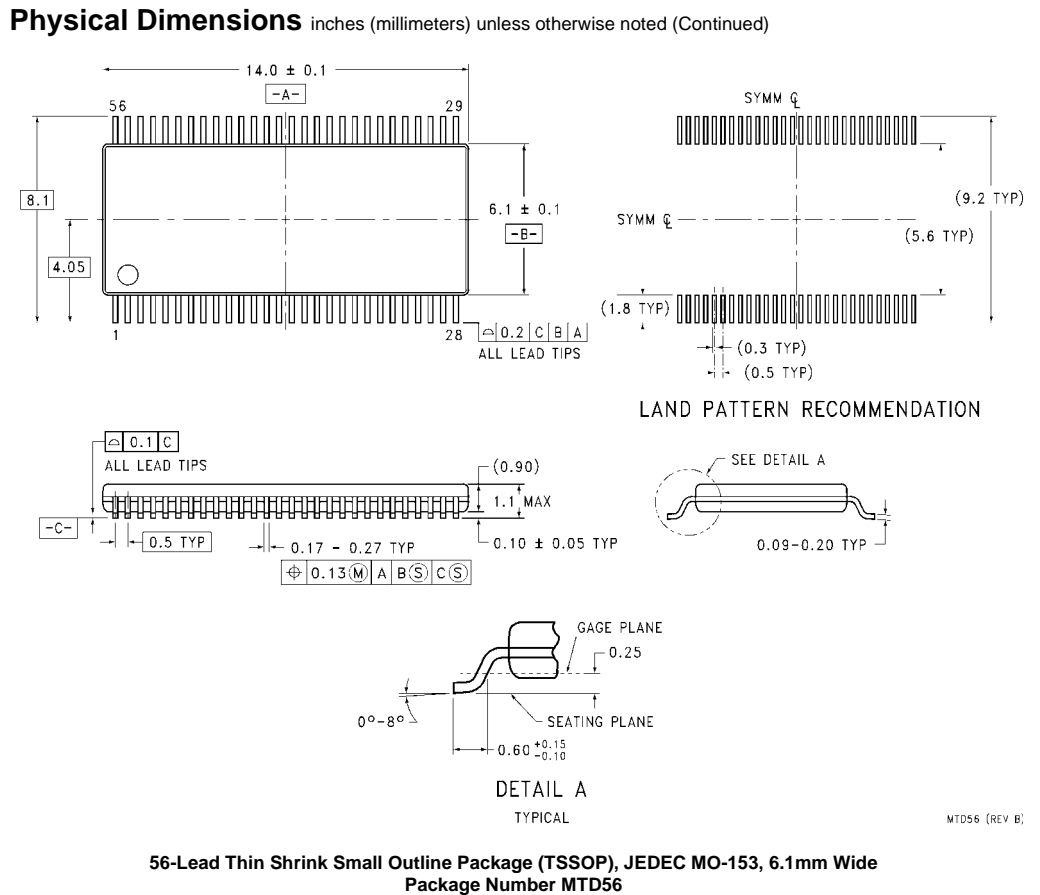 Physical Dimensions inches (millimeters) unless otherwise noted (Continued)
14.0 ± 0.1
-A-
56
29
8.1
4.05
6.1 ± 0.1
-B-
1
28
⌓ 0.2 C B A
ALL LEAD TIPS
SYMM ℄
SYMM ℄
(9.2 TYP)
(5.6 TYP)
(1.8 TYP)
(0.3 TYP)
(0.5 TYP)
LAND PATTERN RECOMMENDATION
⌓ 0.1 C
ALL LEAD TIPS
(0.90)
1.1 MAX
-C-
0.5 TYP
0.17 - 0.27 TYP
0.10 ± 0.05 TYP
⌖ 0.13Ⓜ A BⓈ CⓈ
SEE DETAIL A
0.09-0.20 TYP
GAGE PLANE
0.25
0°-8°
SEATING PLANE
0.60 +0.15
-0.10
DETAIL A
TYPICAL
MTD56 (REV B)
56-Lead Thin Shrink Small Outline Package (TSSOP), JEDEC MO-153, 6.1mm Wide
Package Number MTD56